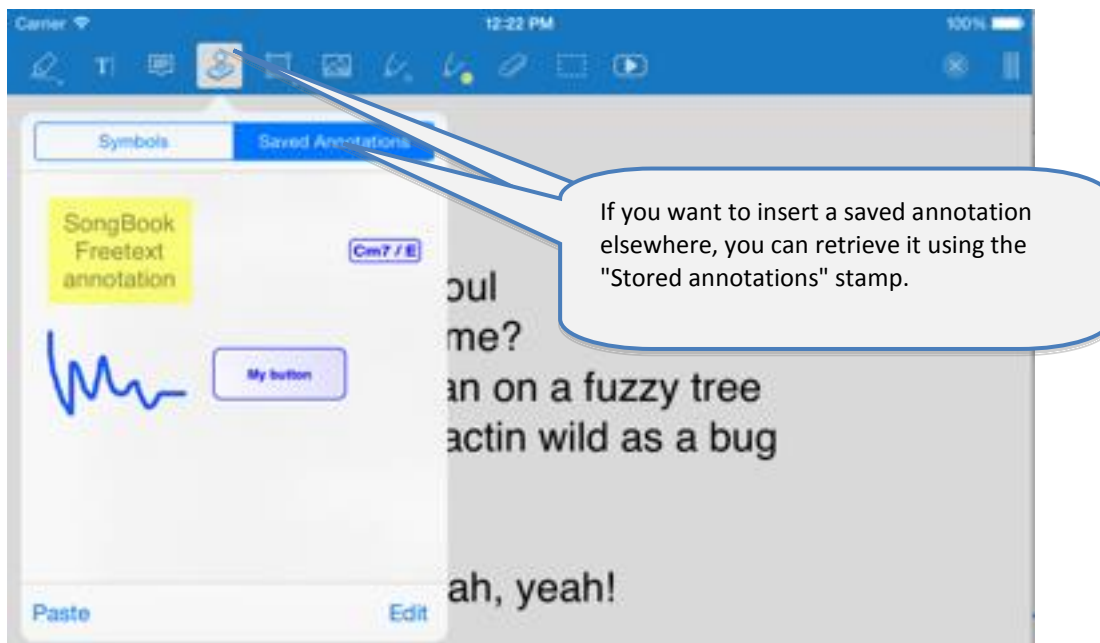 Carrier 12:22 PM 100%
T
Symbols Saved Annotations
SongBook
Freetext
annotation
Cm7 / E
My button
If you want to insert a saved annotation
elsewhere, you can retrieve it using the
"Stored annotations" stamp.
oul
me?
an on a fuzzy tree
actin wild as a bug
ah, yeah!
Paste Edit